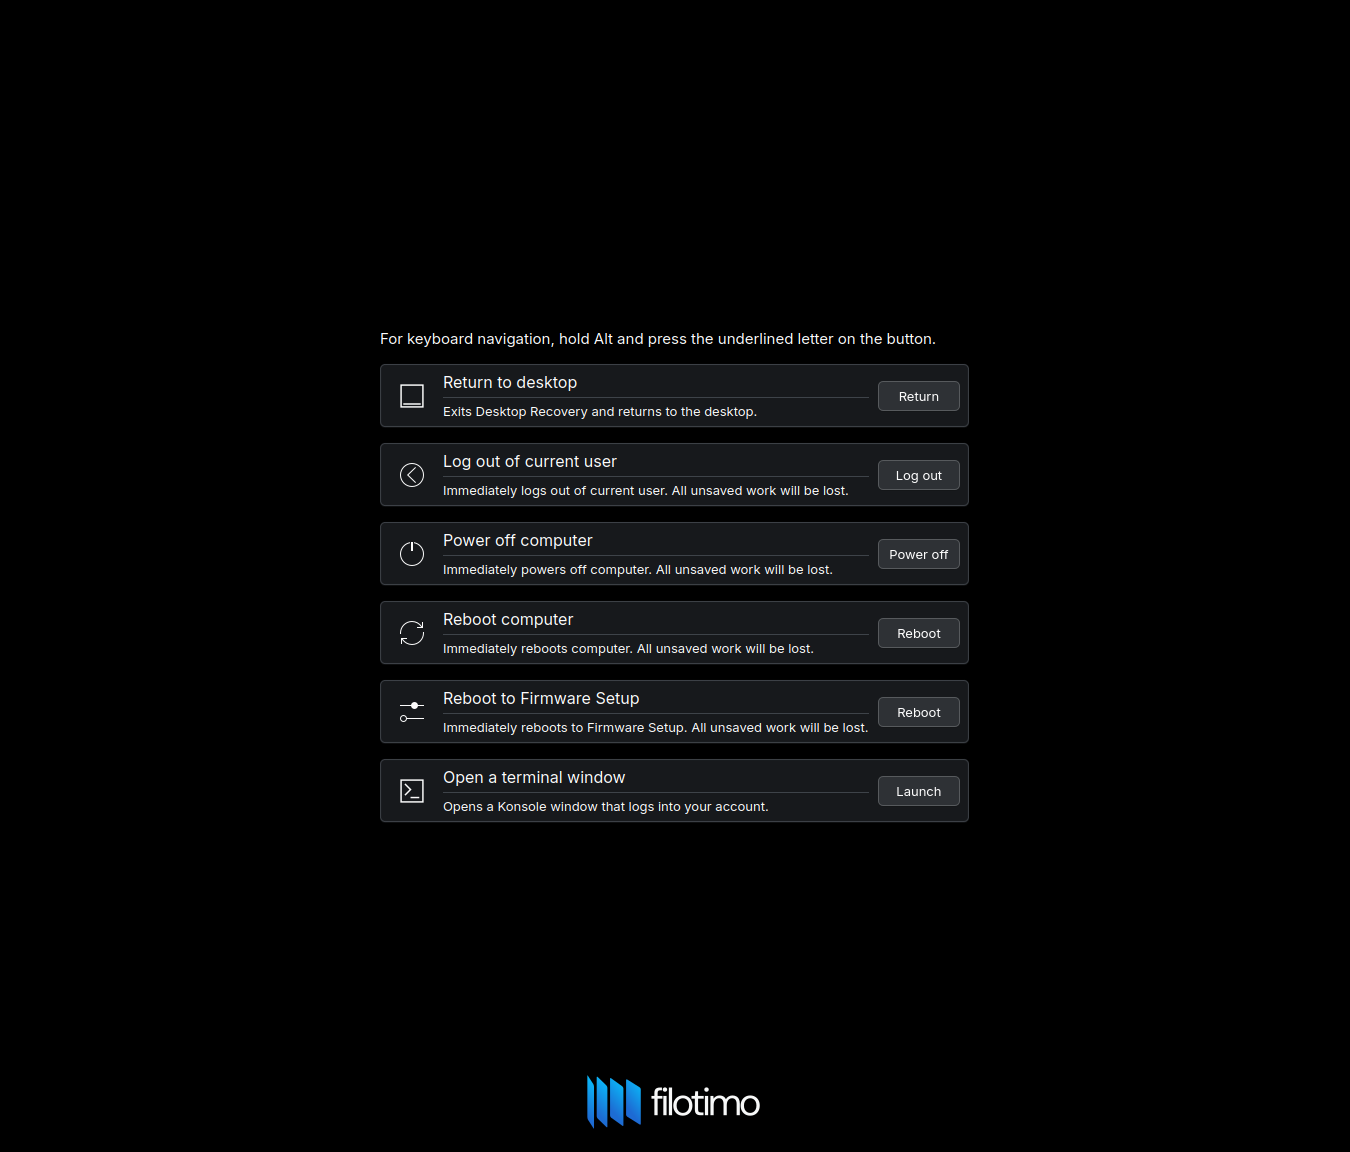 For keyboard navigation, hold Alt and press the underlined letter on the button.
Return to desktop
Exits Desktop Recovery and returns to the desktop.
Return
Log out of current user
Immediately logs out of current user. All unsaved work will be lost.
Log out
Power off computer
Immediately powers off computer. All unsaved work will be lost.
Power off
Reboot computer
Immediately reboots computer. All unsaved work will be lost.
Reboot
Reboot to Firmware Setup
Immediately reboots to Firmware Setup. All unsaved work will be lost.
Reboot
Open a terminal window
Opens a Konsole window that logs into your account.
Launch
filotimo